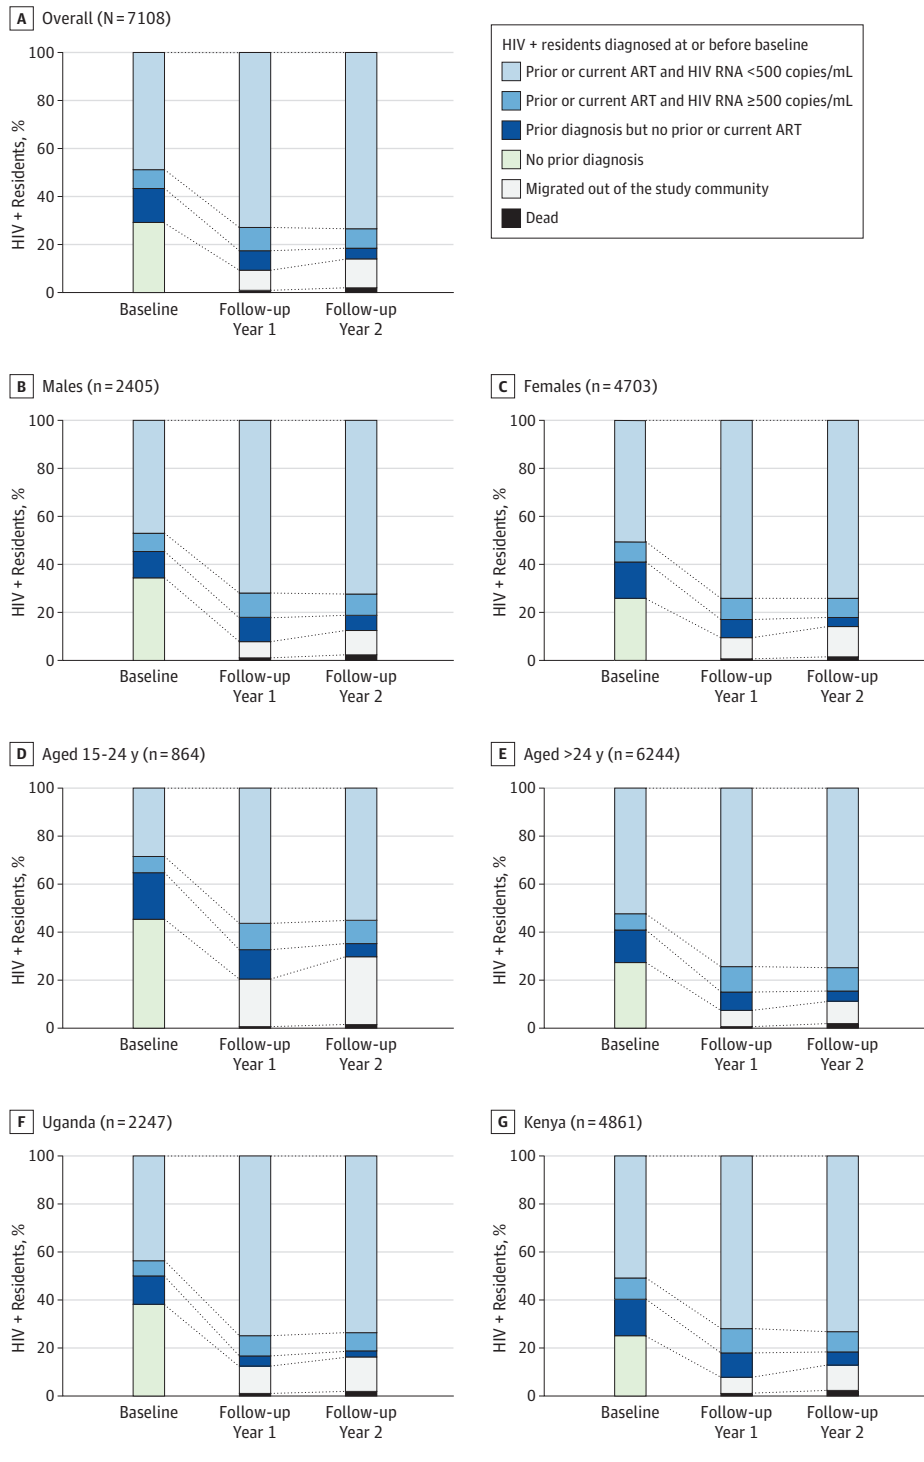 A Overall (N=7108)
HIV + residents diagnosed at or before baseline
Prior or current ART and HIV RNA <500 copies/mL
Prior or current ART and HIV RNA ≥500 copies/mL
Prior diagnosis but no prior or current ART
No prior diagnosis
Migrated out of the study community
Dead
HIV + Residents, %
100
80
60
40
20
0
Baseline
Follow-up
Year 1
Follow-up
Year 2
B Males (n=2405)
HIV + Residents, %
100
80
60
40
20
0
Baseline
Follow-up
Year 1
Follow-up
Year 2
C Females (n=4703)
HIV + Residents, %
100
80
60
40
20
0
Baseline
Follow-up
Year 1
Follow-up
Year 2
D Aged 15-24 y (n=864)
HIV + Residents, %
100
80
60
40
20
0
Baseline
Follow-up
Year 1
Follow-up
Year 2
E Aged >24 y (n=6244)
HIV + Residents, %
100
80
60
40
20
0
Baseline
Follow-up
Year 1
Follow-up
Year 2
F Uganda (n=2247)
HIV + Residents, %
100
80
60
40
20
0
Baseline
Follow-up
Year 1
Follow-up
Year 2
G Kenya (n=4861)
HIV + Residents, %
100
80
60
40
20
0
Baseline
Follow-up
Year 1
Follow-up
Year 2